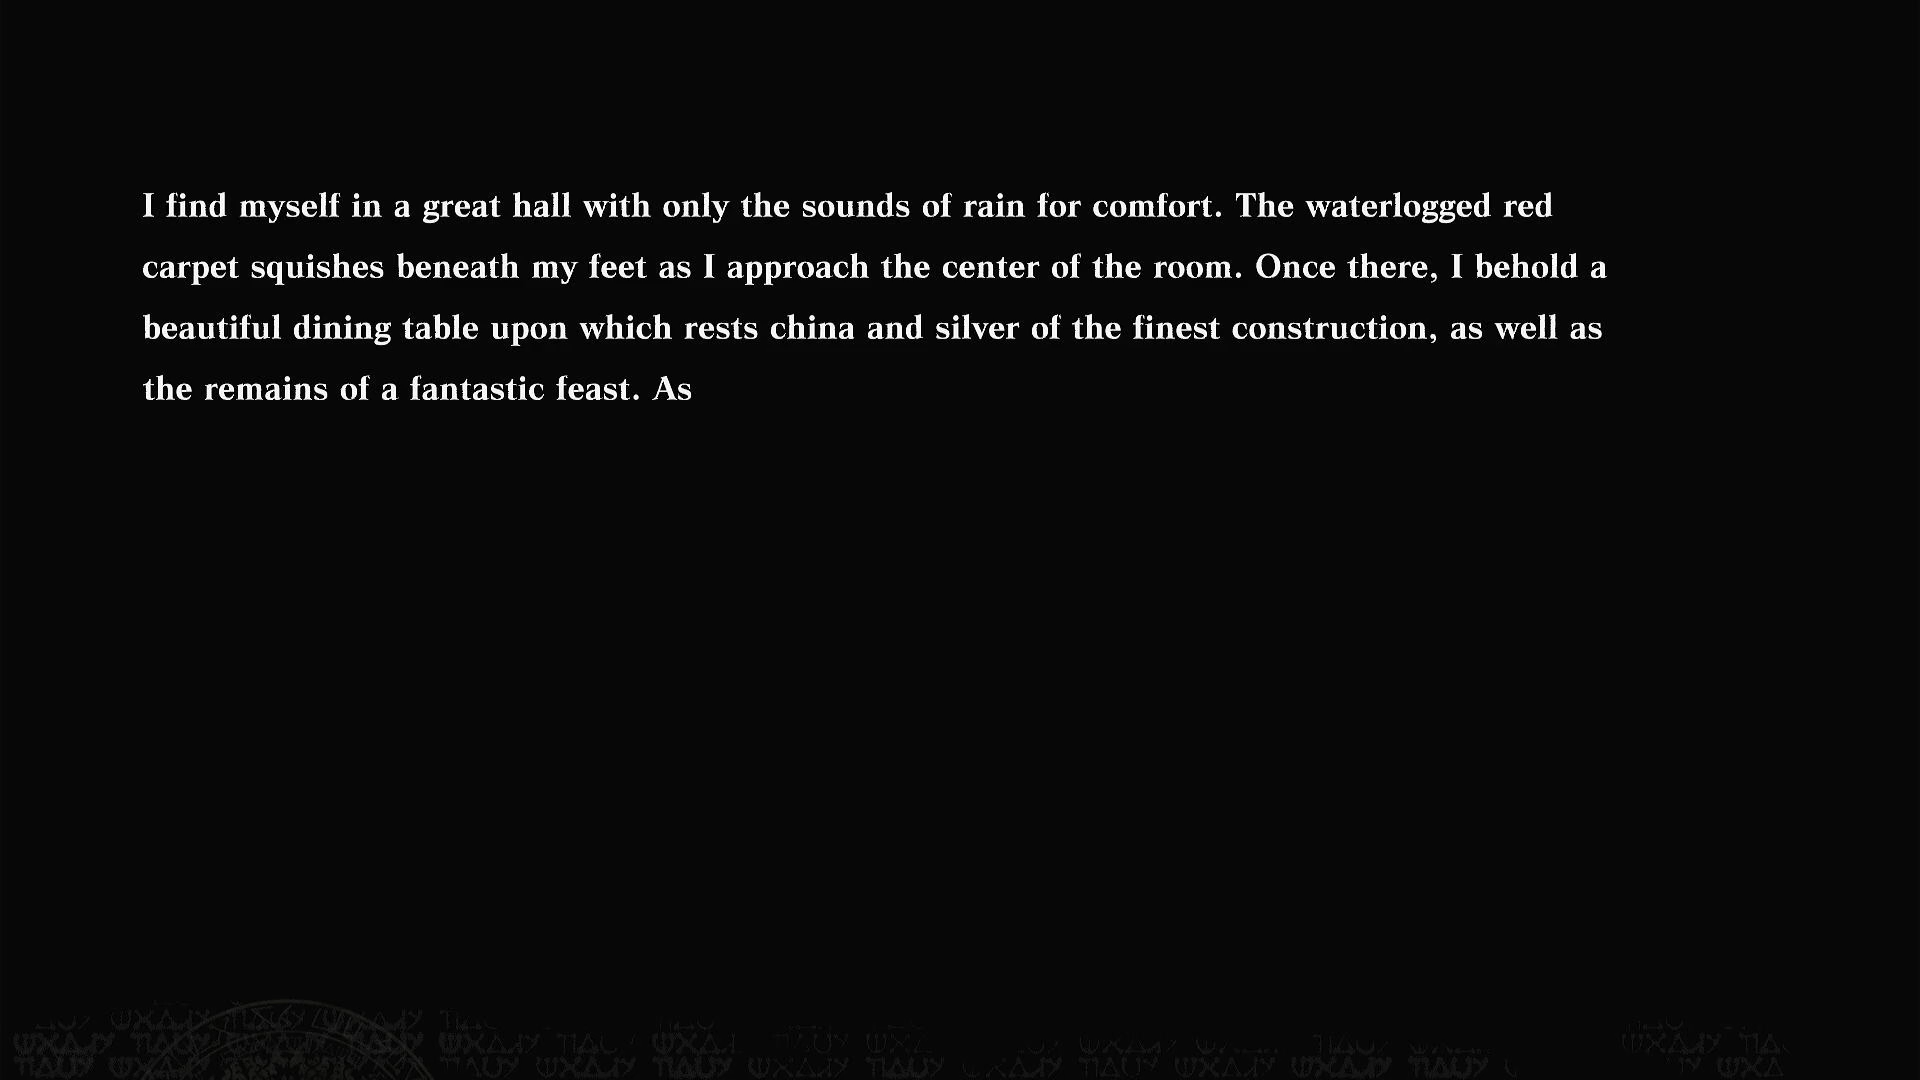 I find myself in a great hall with only the sounds of rain for comfort. The waterlogged red
carpet squishes beneath my feet as I approach the center of the room. Once there, I behold a
beautiful dining table upon which rests china and silver of the finest construction, as well as
the remains of a fantastic feast. As